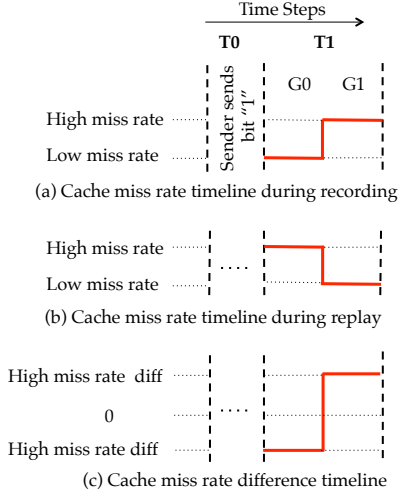 Time Steps
T0 T1
Sender sends
bit “1”
G0 G1
High miss rate
Low miss rate
(a) Cache miss rate timeline during recording
High miss rate
....
Low miss rate
(b) Cache miss rate timeline during replay
High miss rate diff
0 ....
High miss rate diff
(c) Cache miss rate difference timeline